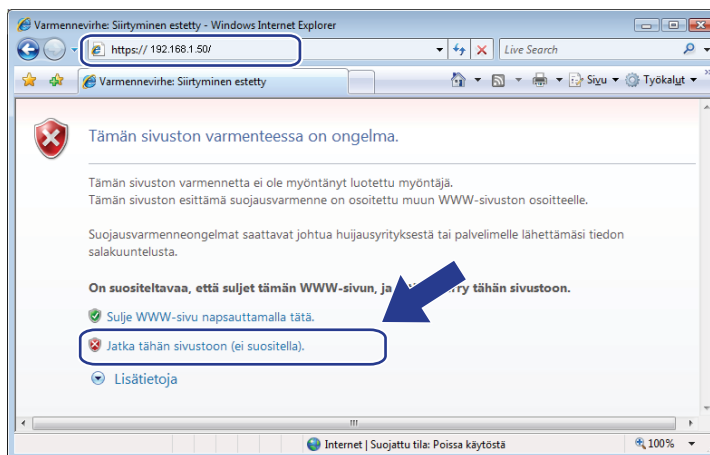 Varmennevirhe: Siirtyminen estetty - Windows Internet Explorer
https:// 192.168.1.50/
Live Search
Varmennevirhe: Siirtyminen estetty
Sivu
Työkalut
Tämän sivuston varmenteessa on ongelma.
Tämän sivuston varmennetta ei ole myöntänyt luotettu myöntäjä.
Tämän sivuston esittämä suojausvarmenne on osoitettu muun WWW-sivuston osoitteelle.
Suojausvarmenneongelmat saattavat johtua huijausyrityksestä tai palvelimelle lähettämäsi tiedon
salakuuntelusta.
On suositeltavaa, että suljet tämän WWW-sivun, ja tähän sivustoon.
Sulje WWW-sivu napsauttamalla tätä.
Jatka tähän sivustoon (ei suositella).
Lisätietoja
Internet | Suojattu tila: Poissa käytöstä
100%